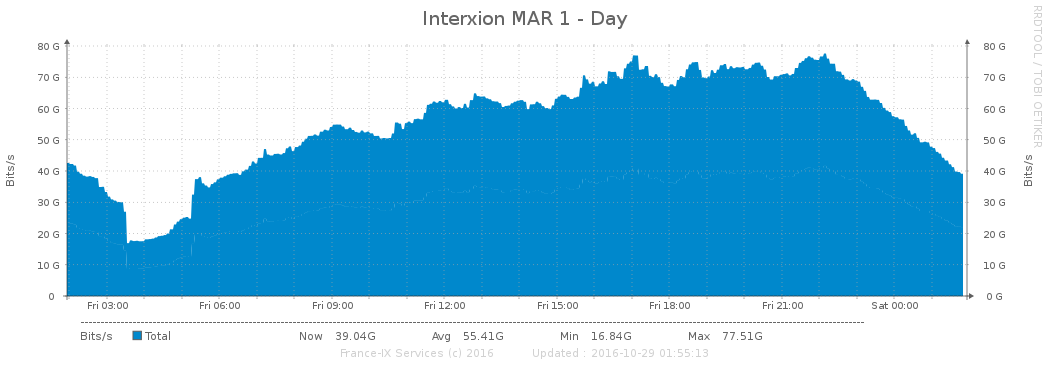 Interxion MAR 1 - Day
RRDTOOL / TOBI OETIKER
Bits/s
80 G
70 G
60 G
50 G
40 G
30 G
20 G
10 G
0
80 G
70 G
60 G
50 G
40 G
30 G
20 G
10 G
0 G
Bits/s
Fri 03:00 Fri 06:00 Fri 09:00 Fri 12:00 Fri 15:00 Fri 18:00 Fri 21:00 Sat 00:00
Bits/s Total Now 39.04G Avg 55.41G Min 16.84G Max 77.51G
France-IX Services (c) 2016 Updated : 2016-10-29 01:55:13